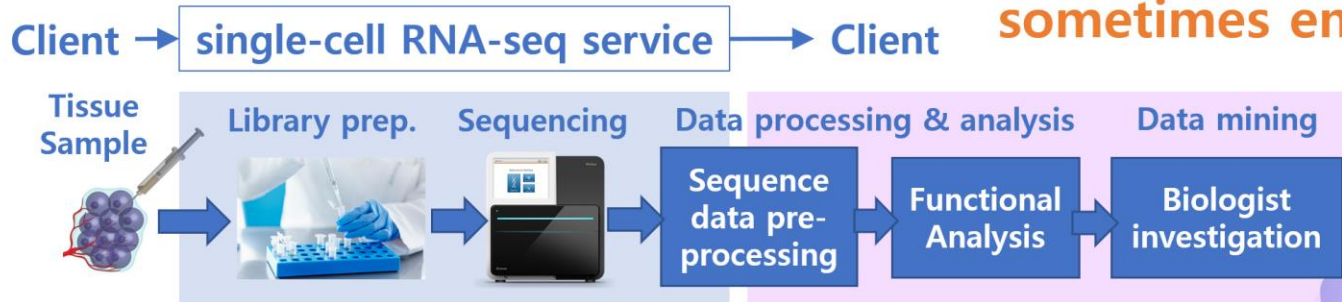 sometimes en
Client single-cell RNA-seq service Client
Tissue
Sample
Library prep. Sequencing Data processing & analysis Data mining
Sequence
data pre-
processing
Functional
Analysis
Biologist
investigation